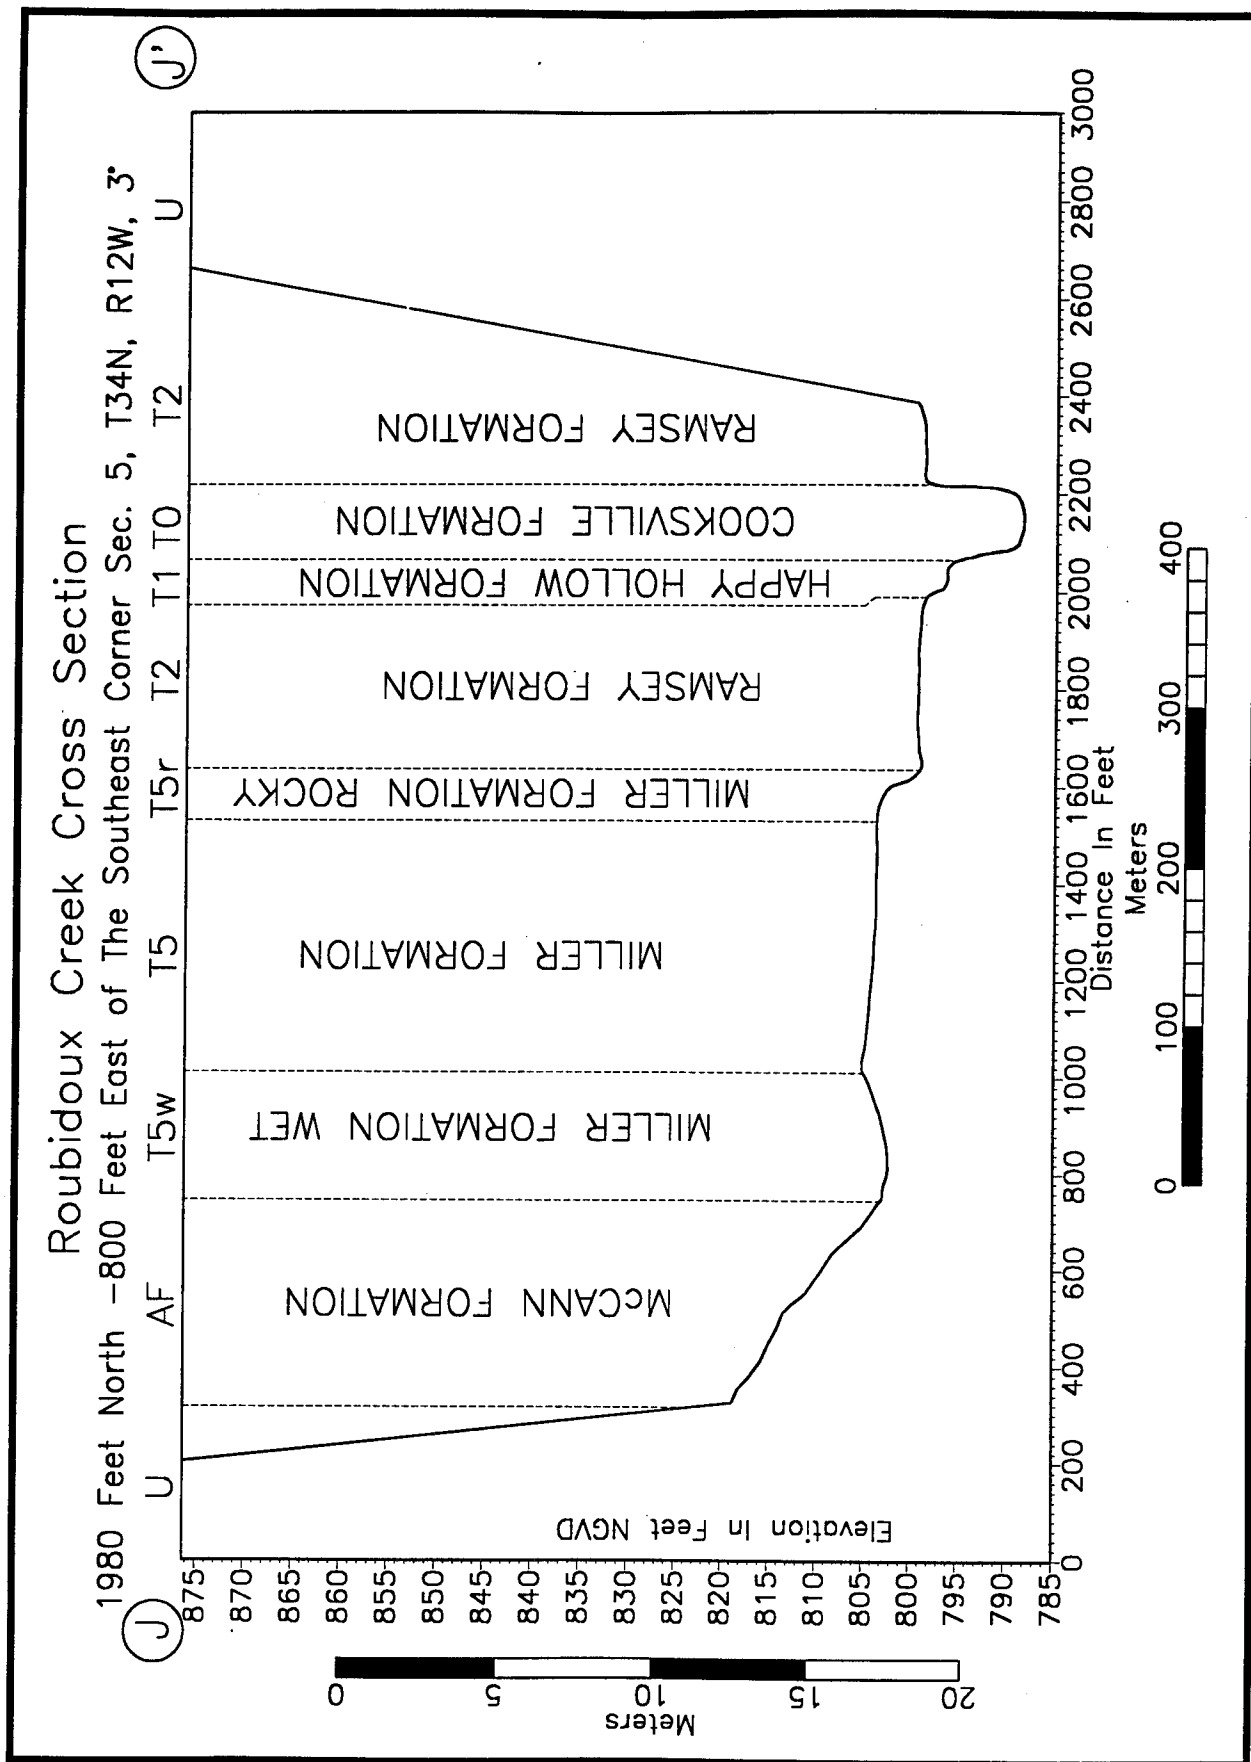 Roubidoux Creek Cross Section
1980 Feet North -800 Feet East of The Southeast Corner Sec. 5, T34N, R12W, 3°
J
J'
U
AF
T5w
T5
T5r
T2
T1
T0
T2
U
McCANN FORMATION
MILLER FORMATION WET
MILLER FORMATION
MILLER FORMATION ROCKY
RAMSEY FORMATION
HAPPY HOLLOW FORMATION
COOKSVILLE FORMATION
RAMSEY FORMATION
Elevation In Feet NGVD
875
870
865
860
855
850
845
840
835
830
825
820
815
810
805
800
795
790
785
0 200 400 600 800 1000 1200 1400 1600 1800 2000 2200 2400 2600 2800 3000
Distance In Feet
Meters
0 100 200 300 400
Meters
0 5 10 15 20